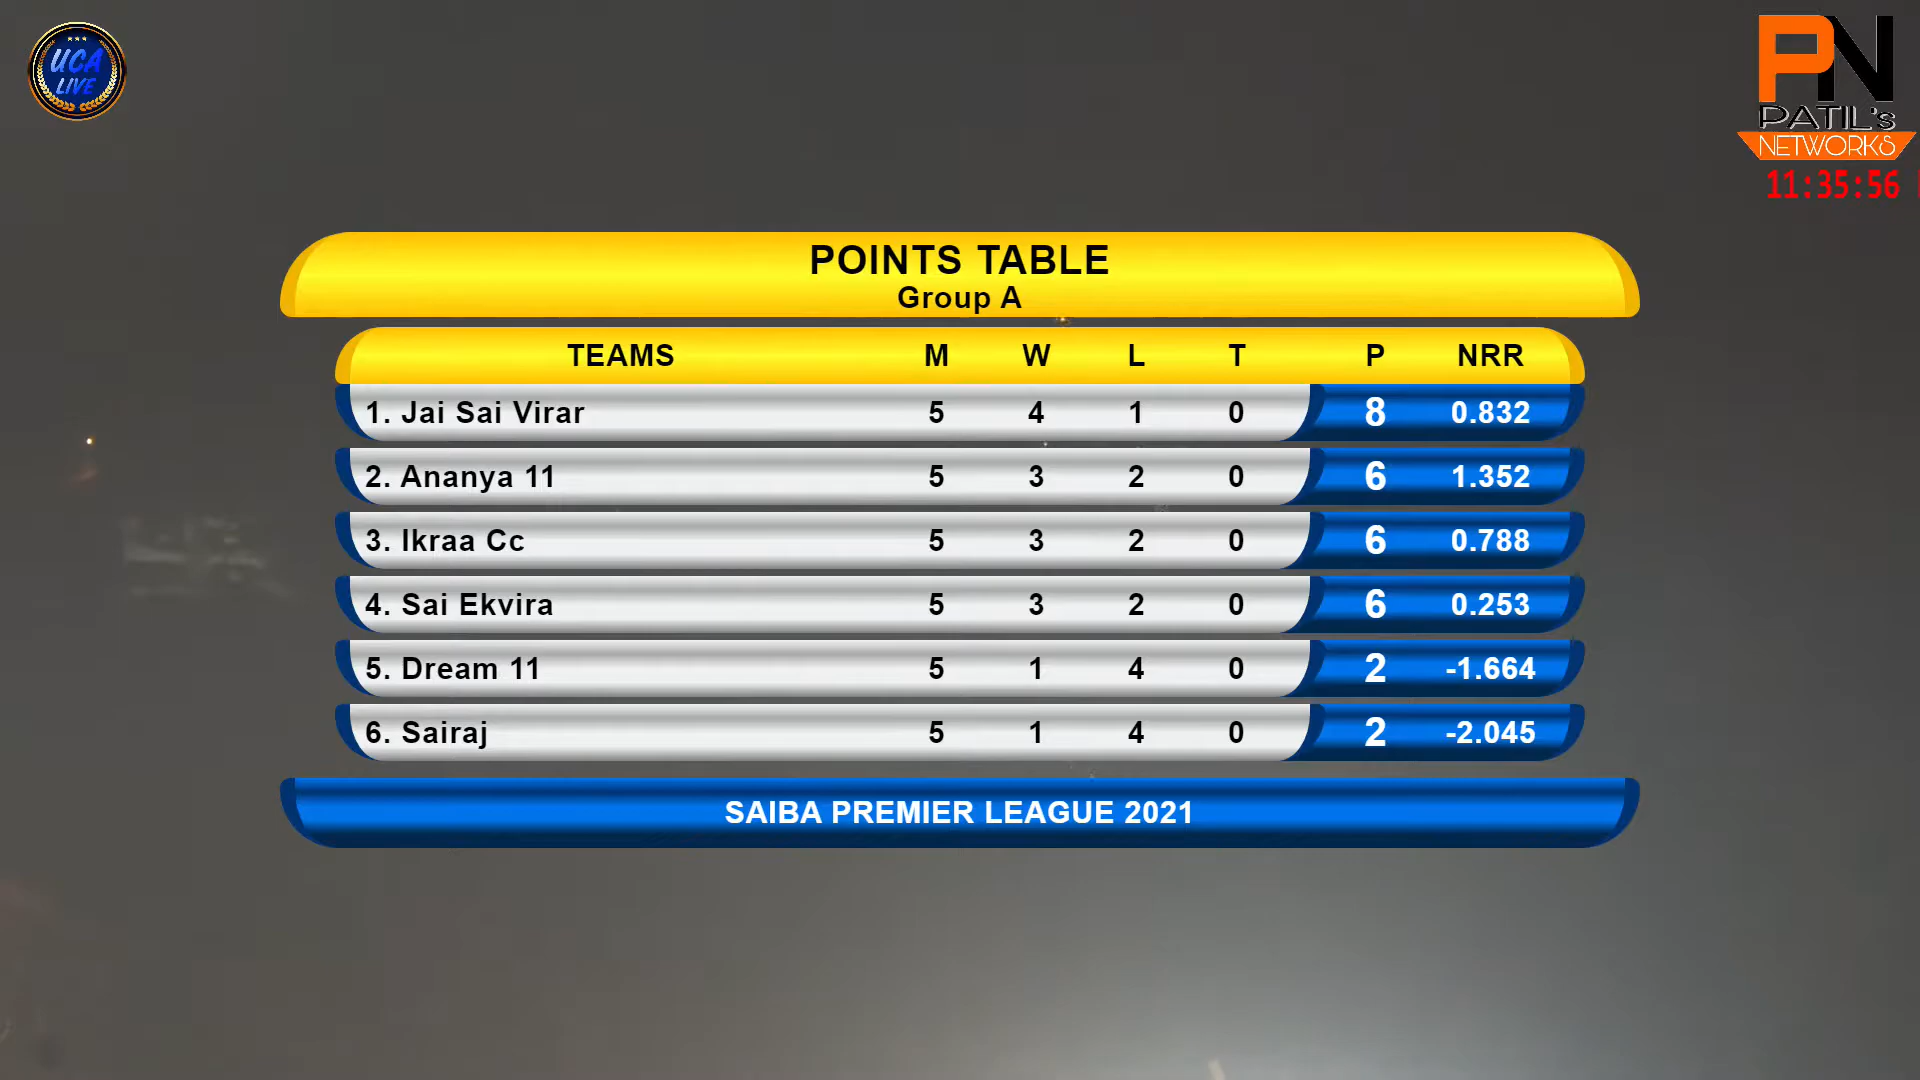 UCA
LIVE
PN
PATIL's
NETWORKS
11:35:56
POINTS TABLE
Group A
TEAMS M W L T P NRR
1. Jai Sai Virar 5 4 1 0 8 0.832
2. Ananya 11 5 3 2 0 6 1.352
3. Ikraa Cc 5 3 2 0 6 0.788
4. Sai Ekvira 5 3 2 0 6 0.253
5. Dream 11 5 1 4 0 2 -1.664
6. Sairaj 5 1 4 0 2 -2.045
SAIBA PREMIER LEAGUE 2021